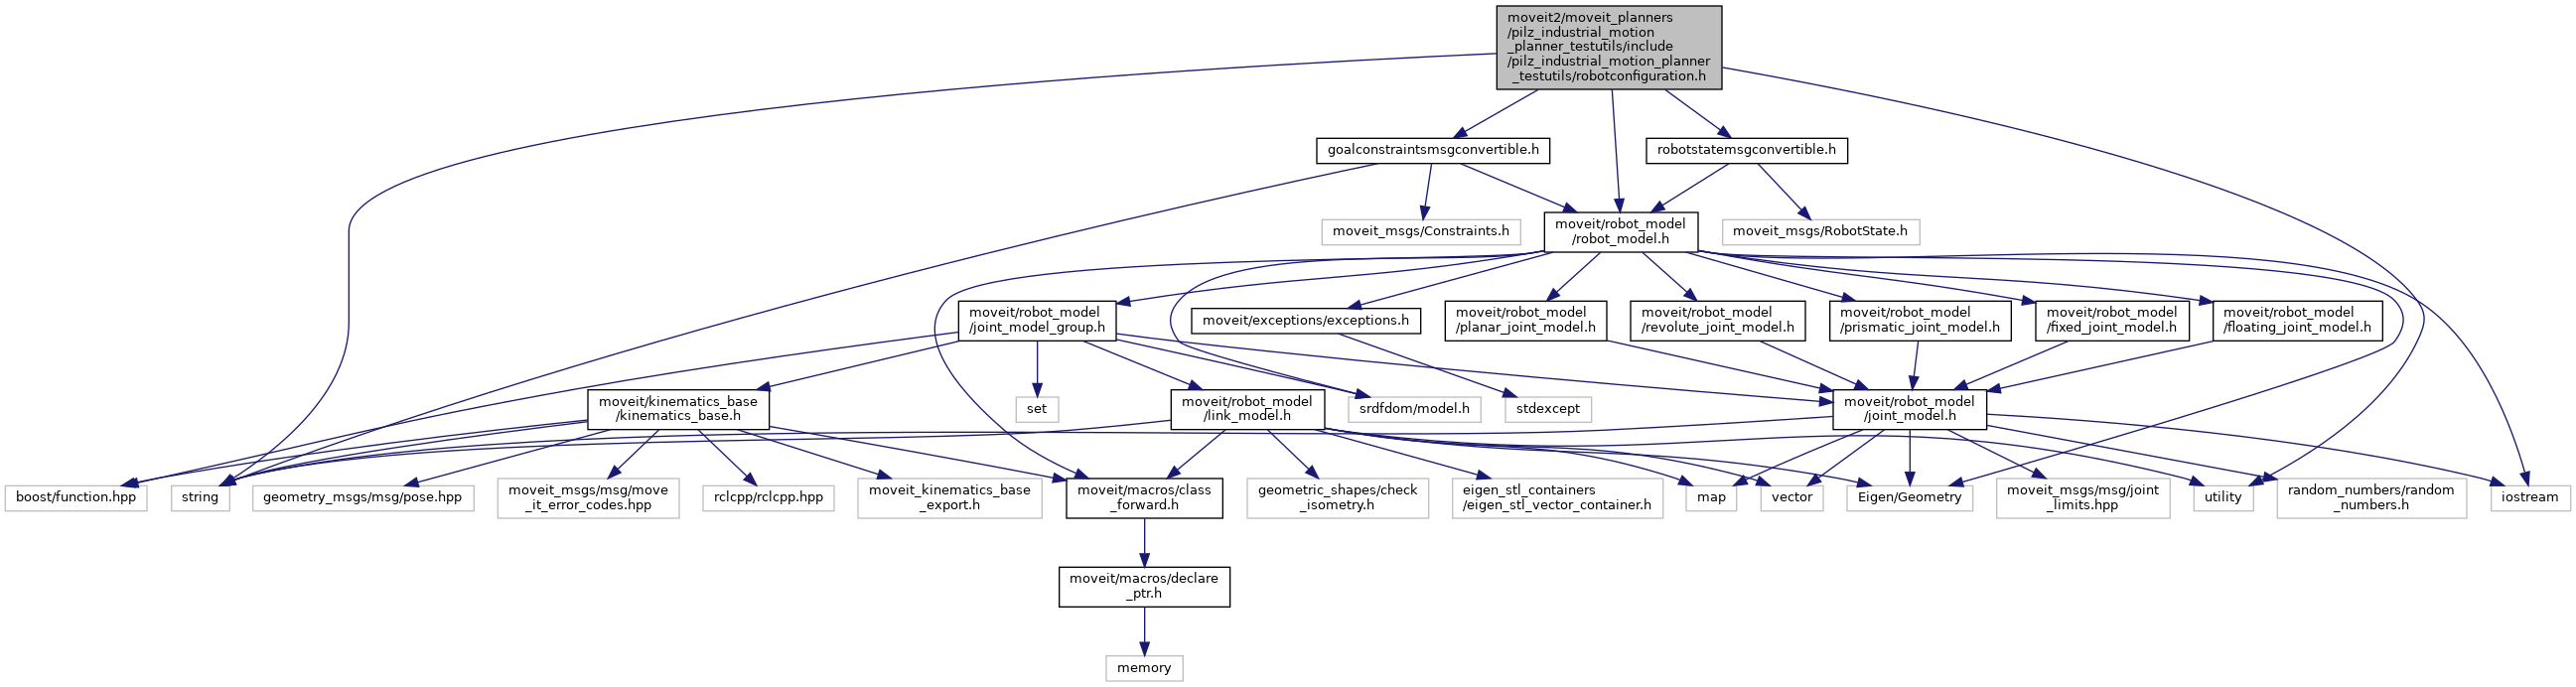 moveit2/moveit_planners
/pilz_industrial_motion
_planner_testutils/include
/pilz_industrial_motion_planner
_testutils/robotconfiguration.h
goalconstraintsmsgconvertible.h
robotstatemsgconvertible.h
moveit_msgs/Constraints.h
moveit/robot_model
/robot_model.h
moveit_msgs/RobotState.h
moveit/robot_model
/joint_model_group.h
moveit/exceptions/exceptions.h
moveit/robot_model
/planar_joint_model.h
moveit/robot_model
/revolute_joint_model.h
moveit/robot_model
/prismatic_joint_model.h
moveit/robot_model
/fixed_joint_model.h
moveit/robot_model
/floating_joint_model.h
moveit/kinematics_base
/kinematics_base.h
set
moveit/robot_model
/link_model.h
srdfdom/model.h
stdexcept
moveit/robot_model
/joint_model.h
boost/function.hpp
string
geometry_msgs/msg/pose.hpp
moveit_msgs/msg/move
_it_error_codes.hpp
rclcpp/rclcpp.hpp
moveit_kinematics_base
_export.h
moveit/macros/class
_forward.h
geometric_shapes/check
_isometry.h
eigen_stl_containers
/eigen_stl_vector_container.h
map
vector
Eigen/Geometry
moveit_msgs/msg/joint
_limits.hpp
utility
random_numbers/random
_numbers.h
iostream
moveit/macros/declare
_ptr.h
memory